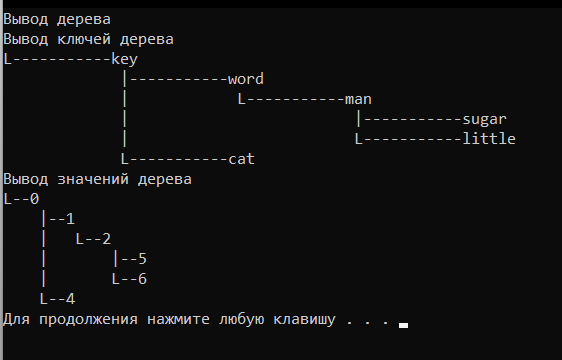 Вывод дерева
Вывод ключей дерева
L-----------key
             |-----------word
             |            L-----------man
             |                         |-----------sugar
             |                         L-----------little
             L-----------cat
Вывод значений дерева
L--0
    |--1
    |   L--2
    |       |--5
    |       L--6
    L--4
Для продолжения нажмите любую клавишу . . .